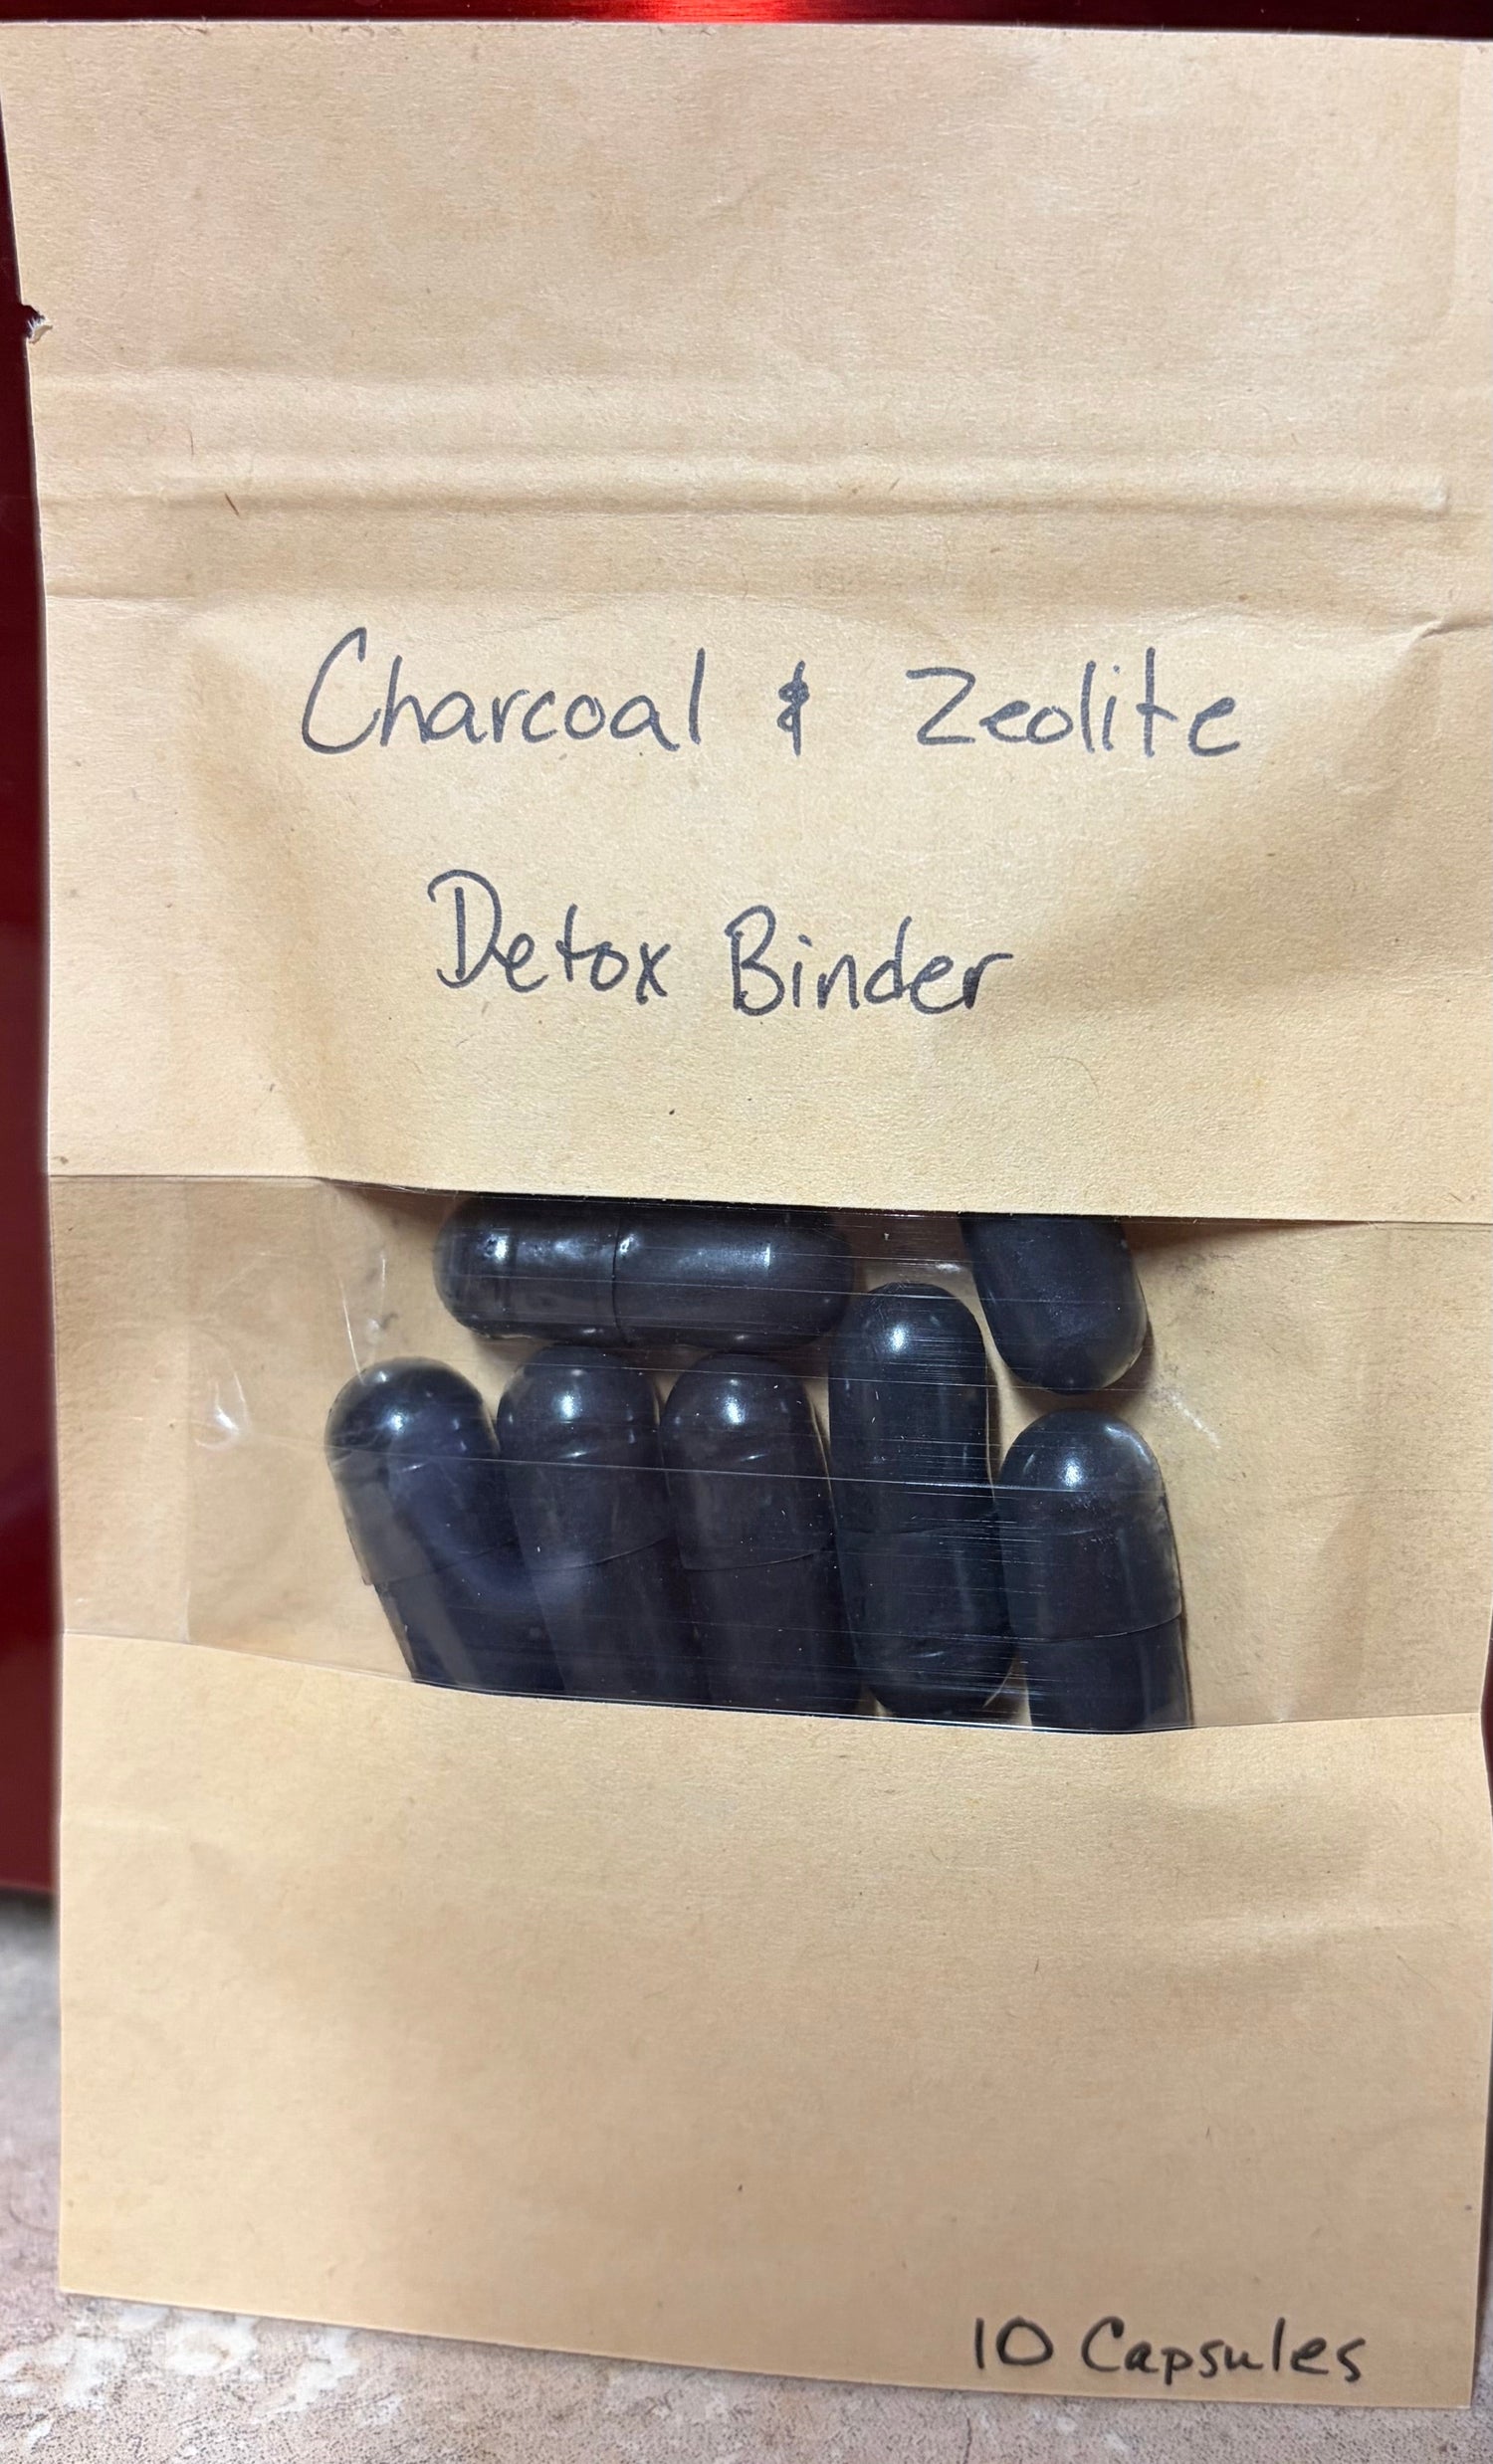 Charcoal & Zeolite
Detox Binder
10 Capsules